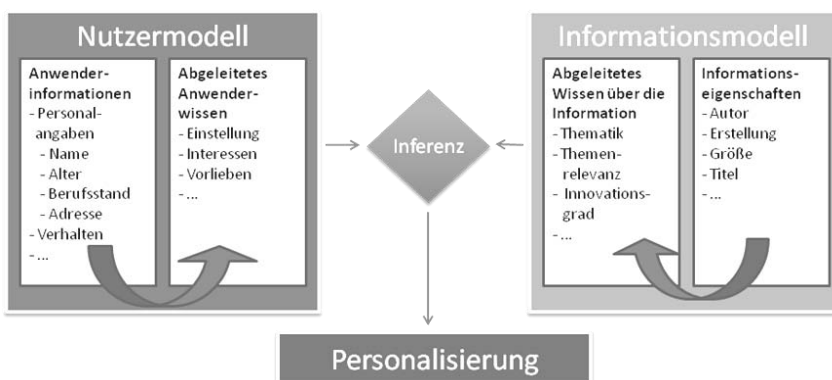 Nutzermodell
Anwender-
informationen
- Personal-
angaben
- Name
- Alter
- Berufsstand
- Adresse
- Verhalten
- ...
Abgeleitetes
Anwender-
wissen
- Einstellung
- Interessen
- Vorlieben
- ...
Inferenz
Informationsmodell
Abgeleitetes
Wissen über die
Information
- Thematik
- Themen-
relevanz
- Innovations-
grad
- ...
Informations-
eigenschaften
- Autor
- Erstellung
- Größe
- Titel
- ...
Personalisierung